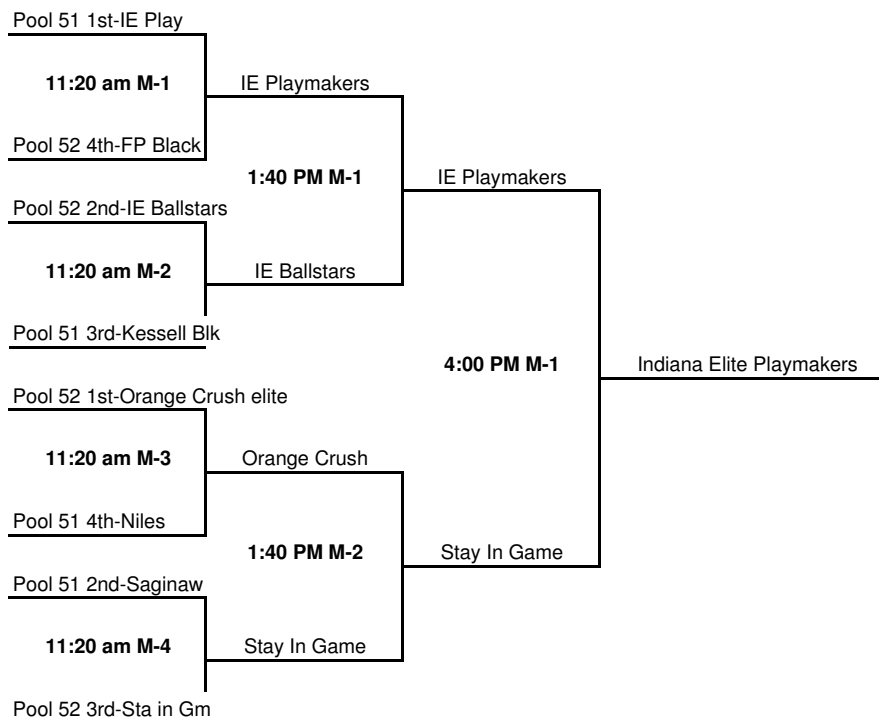 Pool 51 1st-IE Play
11:20 am M-1
IE Playmakers
Pool 52 4th-FP Black
1:40 PM M-1
IE Playmakers
Pool 52 2nd-IE Ballstars
11:20 am M-2
IE Ballstars
Pool 51 3rd-Kessell Blk
4:00 PM M-1
Indiana Elite Playmakers
Pool 52 1st-Orange Crush elite
11:20 am M-3
Orange Crush
Pool 51 4th-Niles
1:40 PM M-2
Stay In Game
Pool 51 2nd-Saginaw
11:20 am M-4
Stay In Game
Pool 52 3rd-Sta in Gm